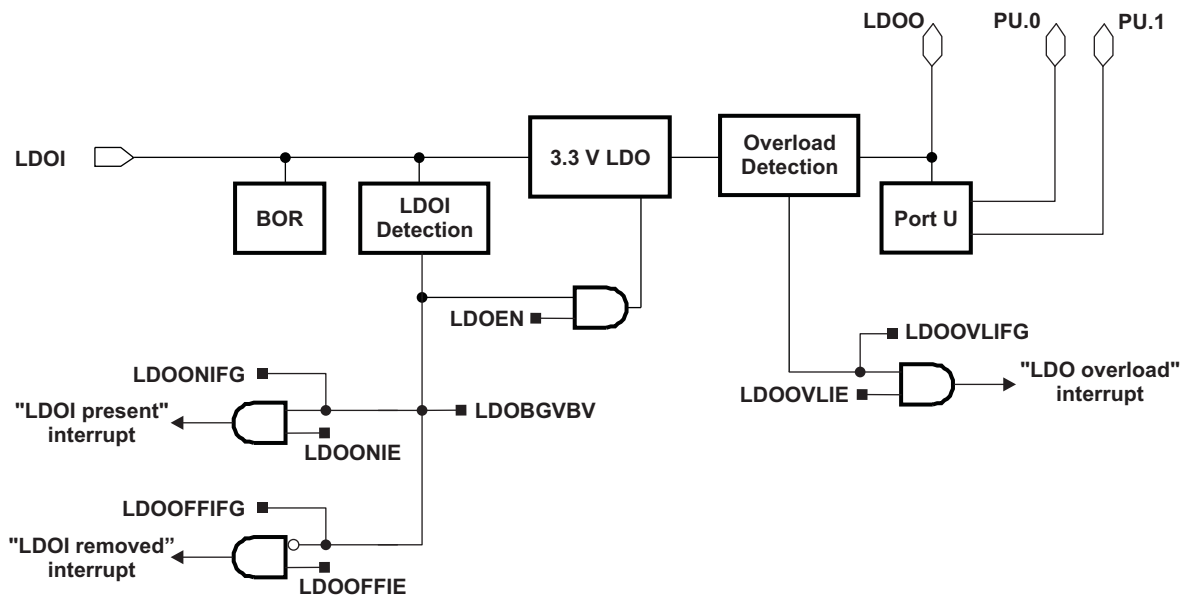 LDOO
PU.0
PU.1
LDOI
3.3 V LDO
Overload
Detection
BOR
LDOI
Detection
Port U
LDOEN
LDOOVLIFG
LDOONIFG
"LDO overload"
interrupt
LDOOVLIE
"LDOI present"
interrupt
LDOBGVBV
LDOONIE
LDOOFFIFG
"LDOI removed”
interrupt
LDOOFFIE